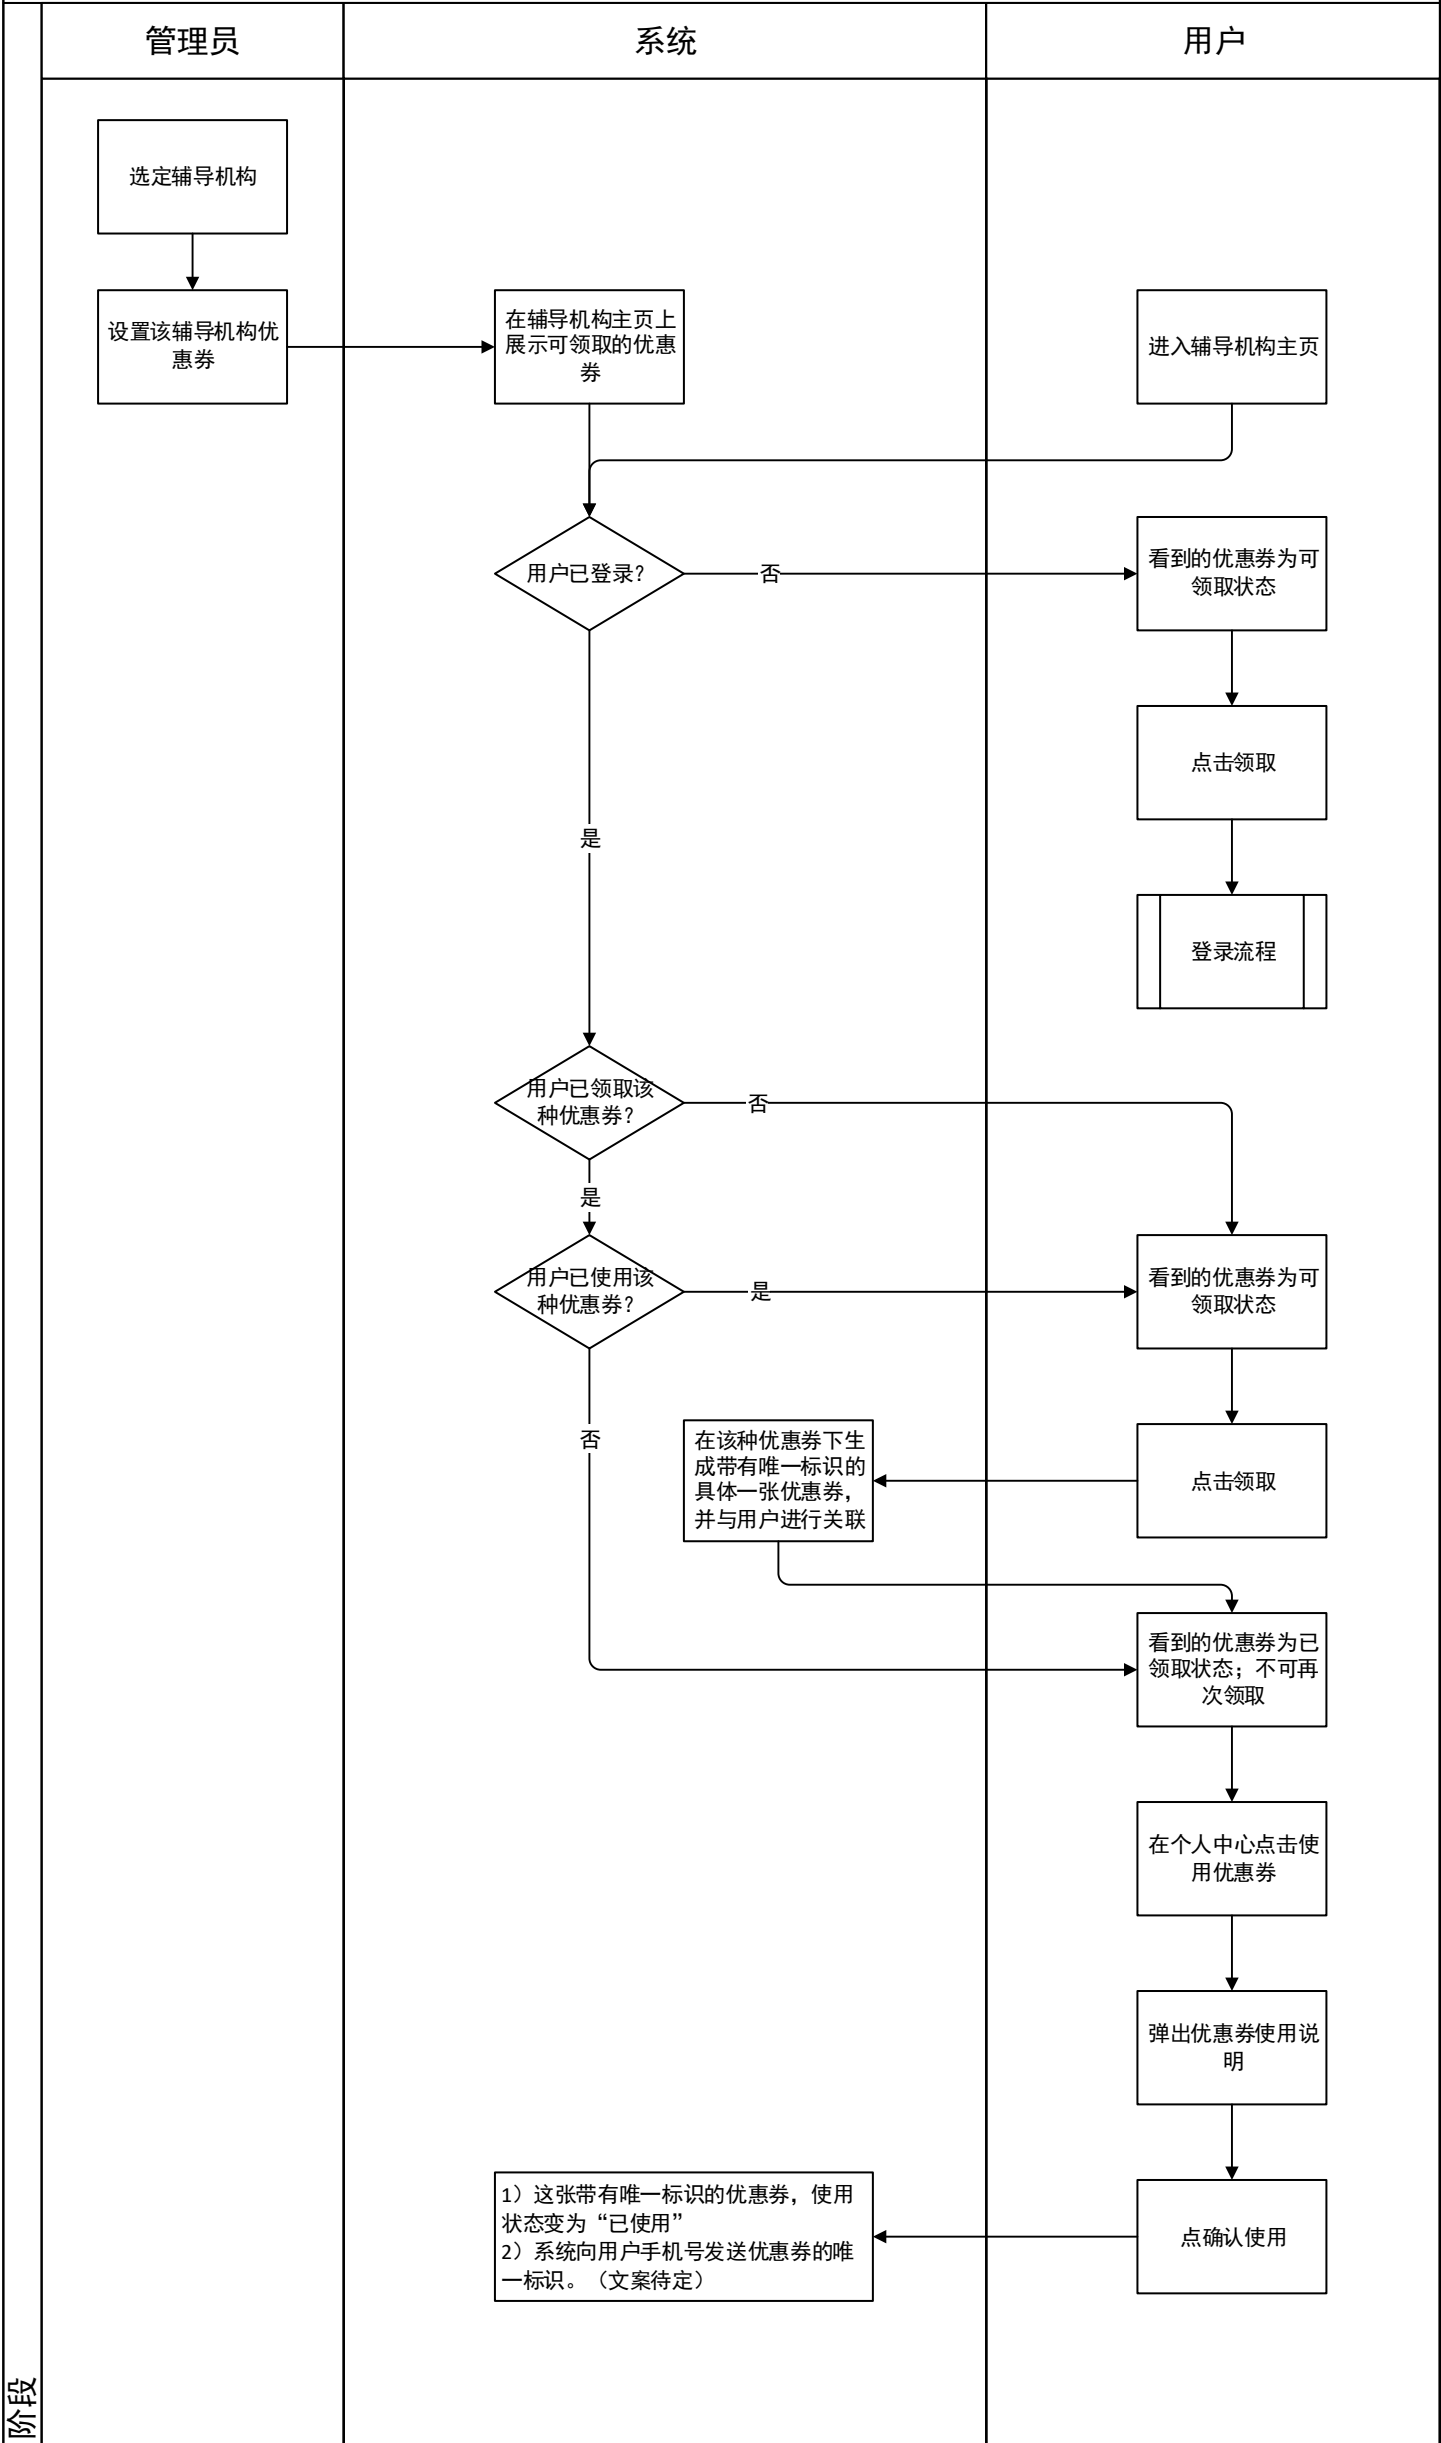 管理员
系统
用户
选定辅导机构
设置该辅导机构优
惠券
在辅导机构主页上
展示可领取的优惠
券
进入辅导机构主页
用户已登录？
否
看到的优惠券为可
领取状态
点击领取
是
登录流程
用户已领取该
种优惠券？
否
是
用户已使用该
种优惠券？
是
看到的优惠券为可
领取状态
否
在该种优惠券下生
成带有唯一标识的
具体一张优惠券，
并与用户进行关联
点击领取
看到的优惠券为已
领取状态；不可再
次领取
在个人中心点击使
用优惠券
弹出优惠券使用说
明
1）这张带有唯一标识的优惠券，使用
状态变为“已使用”
2）系统向用户手机号发送优惠券的唯
一标识。（文案待定）
点确认使用
阶段